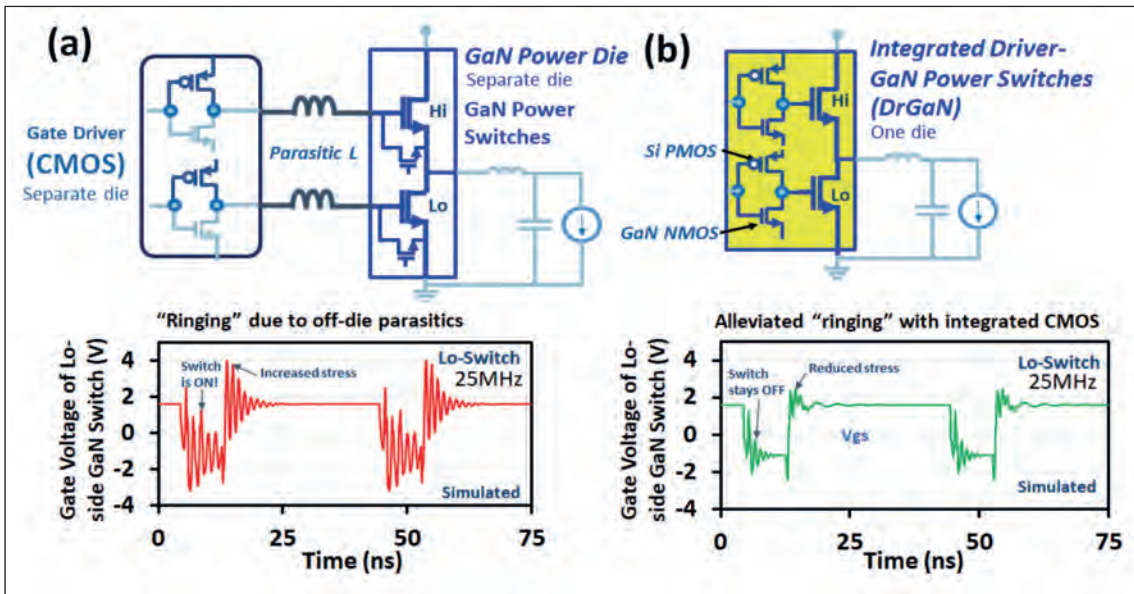 (a)
GaN Power Die
Separate die
GaN Power
Switches
Hi
Gate Driver
(CMOS)
Separate die
Parasitic L
Lo
(b)
Integrated Driver-
GaN Power Switches
(DrGaN)
One die
Hi
Si PMOS
Lo
GaN NMOS
“Ringing” due to off-die parasitics
Gate Voltage of Lo-
side GaN Switch (V)
4
2
0
-2
-4
Switch
is ON!
Increased stress
Lo-Switch
25MHz
Simulated
0
25
50
75
Time (ns)
Alleviated “ringing” with integrated CMOS
Gate Voltage of Lo-
side GaN Switch (V)
4
2
0
-2
-4
Switch
stays OFF
Reduced stress
Lo-Switch
25MHz
Vgs
Simulated
0
25
50
75
Time (ns)